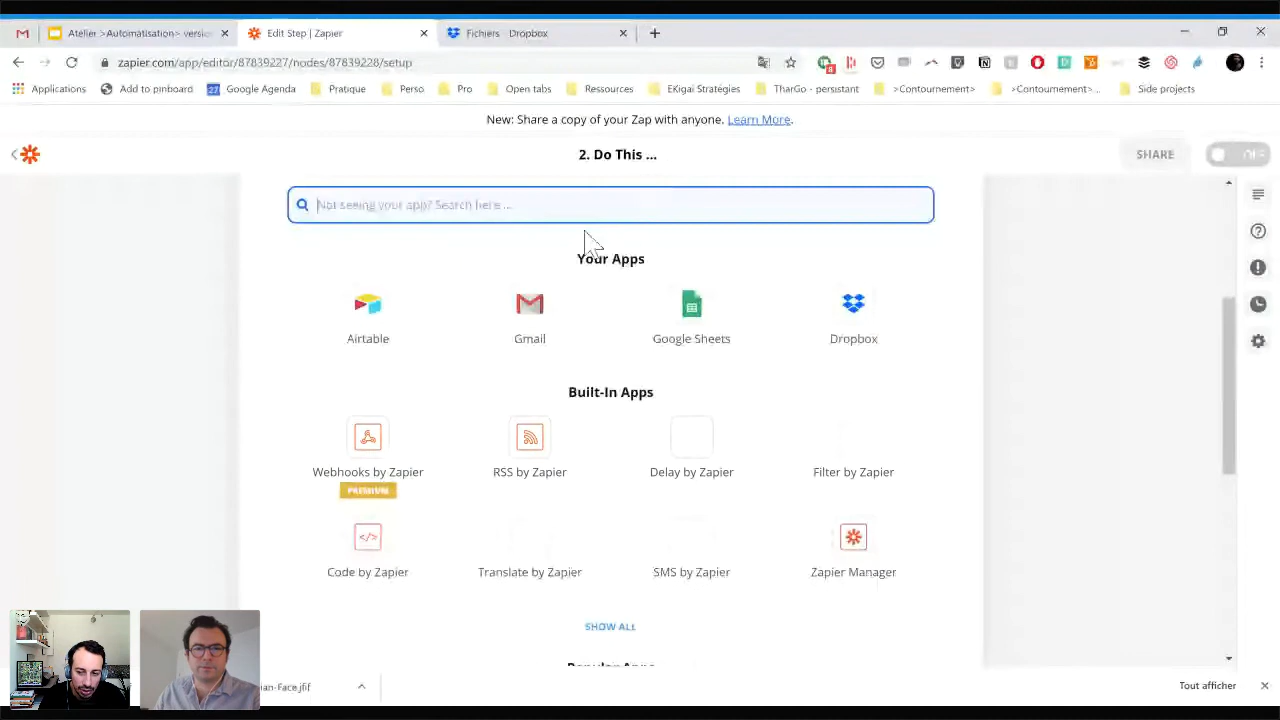 Atelier >Automatisation< versio
Edit Step | Zapier
Fichiers Dropbox
zapier.com/app/editor/87839227/nodes/87839228/setup
Applications
Add to pinboard
Google Agenda
Pratique
Perso
Pro
Open tabs
Ressources
EKigai Stratégies
TharGo - persistant
>Contournement<
>Contournement<...
Side projects
New: Share a copy of your Zap with anyone. Learn More.
2. Do This ...
SHARE
OFF
Not seeing your app? Search here ...
Your Apps
Airtable
Gmail
Google Sheets
Dropbox
Built-In Apps
Webhooks by Zapier
RSS by Zapier
Delay by Zapier
Filter by Zapier
PREMIUM
Code by Zapier
Translate by Zapier
SMS by Zapier
Zapier Manager
SHOW ALL
Popular Apps
ian-Face.jfif
Tout afficher